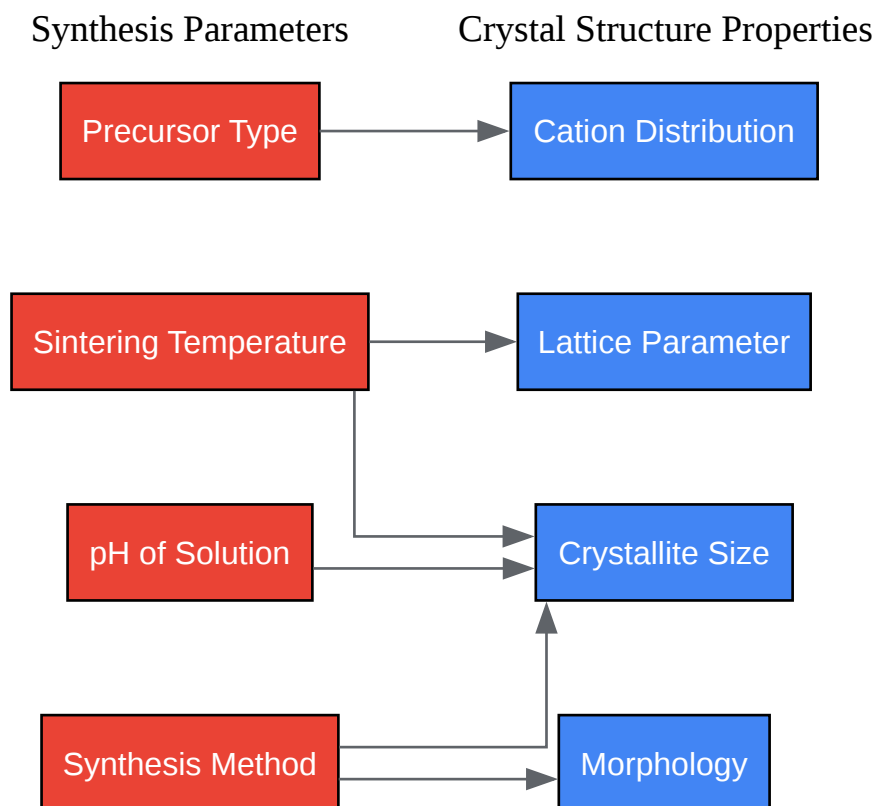 Synthesis Parameters
Crystal Structure Properties
Precursor Type
Cation Distribution
Sintering Temperature
Lattice Parameter
pH of Solution
Crystallite Size
Synthesis Method
Morphology